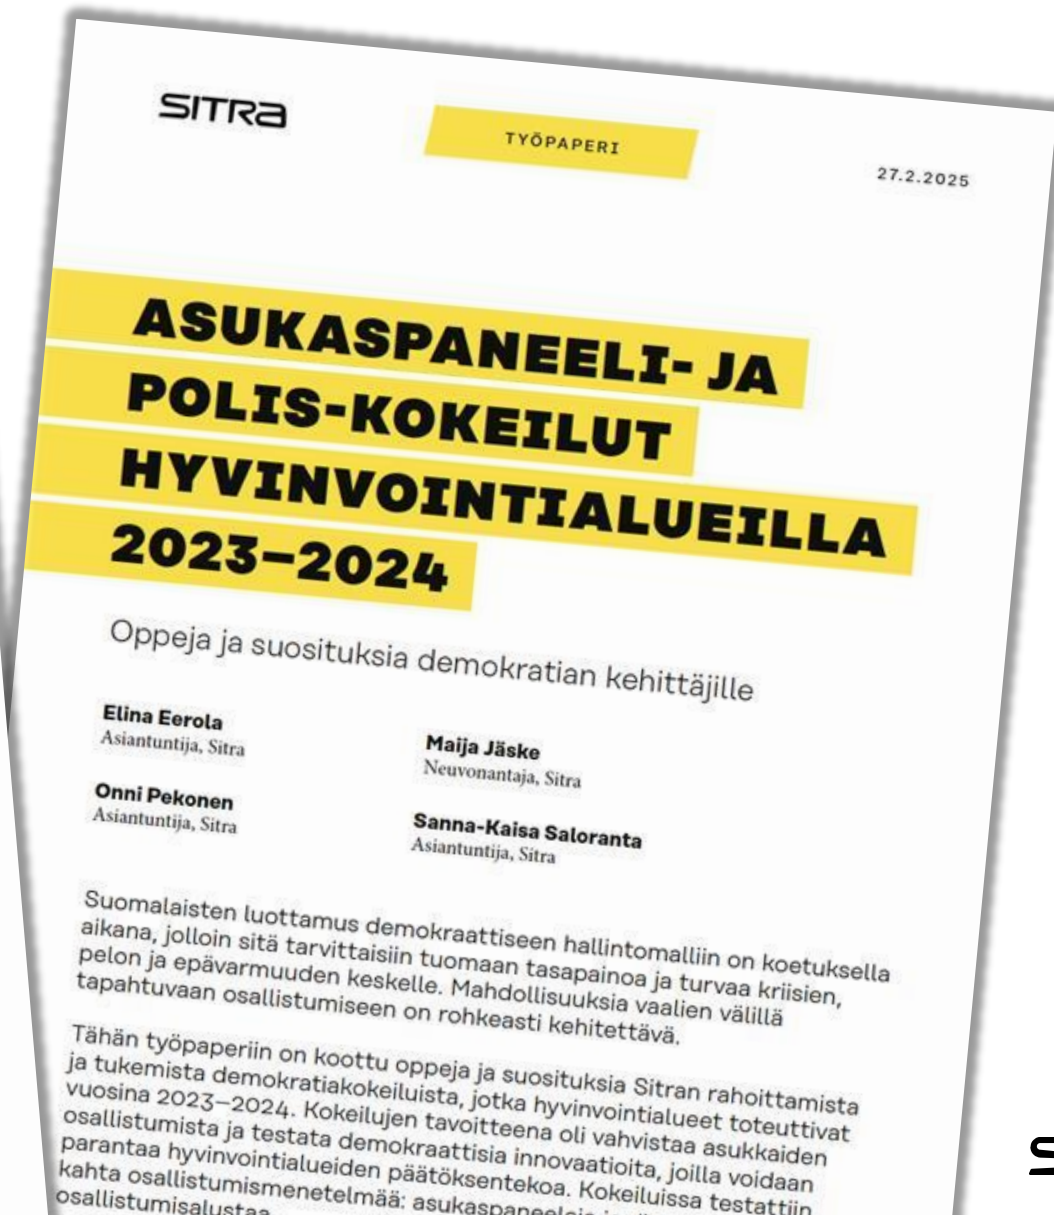 SITRA
TYÖPAPERI
27.2.2025
ASUKASPANEELI- JA
POLIS-KOKEILUT
HYVINVOINTIALUEILLA
2023–2024
Oppeja ja suosituksia demokratian kehittäjille
Elina Eerola
Asiantuntija, Sitra
Maija Jäske
Neuvonantaja, Sitra
Onni Pekonen
Asiantuntija, Sitra
Sanna-Kaisa Saloranta
Asiantuntija, Sitra
Suomalaisten luottamus demokraattiseen hallintomalliin on koetuksella
aikana, jolloin sitä tarvittaisiin tuomaan tasapainoa ja turvaa kriisien,
pelon ja epävarmuuden keskelle. Mahdollisuuksia vaalien välillä
tapahtuvaan osallistumiseen on rohkeasti kehitettävä.
Tähän työpaperiin on koottu oppeja ja suosituksia Sitran rahoittamista
ja tukemista demokratiakokeiluista, jotka hyvinvointialueet toteuttivat
vuosina 2023–2024. Kokeilujen tavoitteena oli vahvistaa asukkaiden
osallistumista ja testata demokraattisia innovaatioita, joilla voidaan
parantaa hyvinvointialueiden päätöksentekoa. Kokeiluissa testattiin
kahta osallistumismenetelmää:
osallistumisalustaa